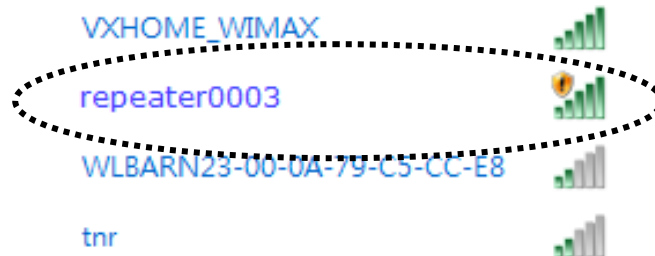 VXHOME_WIMAX
repeater0003
WLBARN23-00-0A-79-C5-CC-E8
tnr